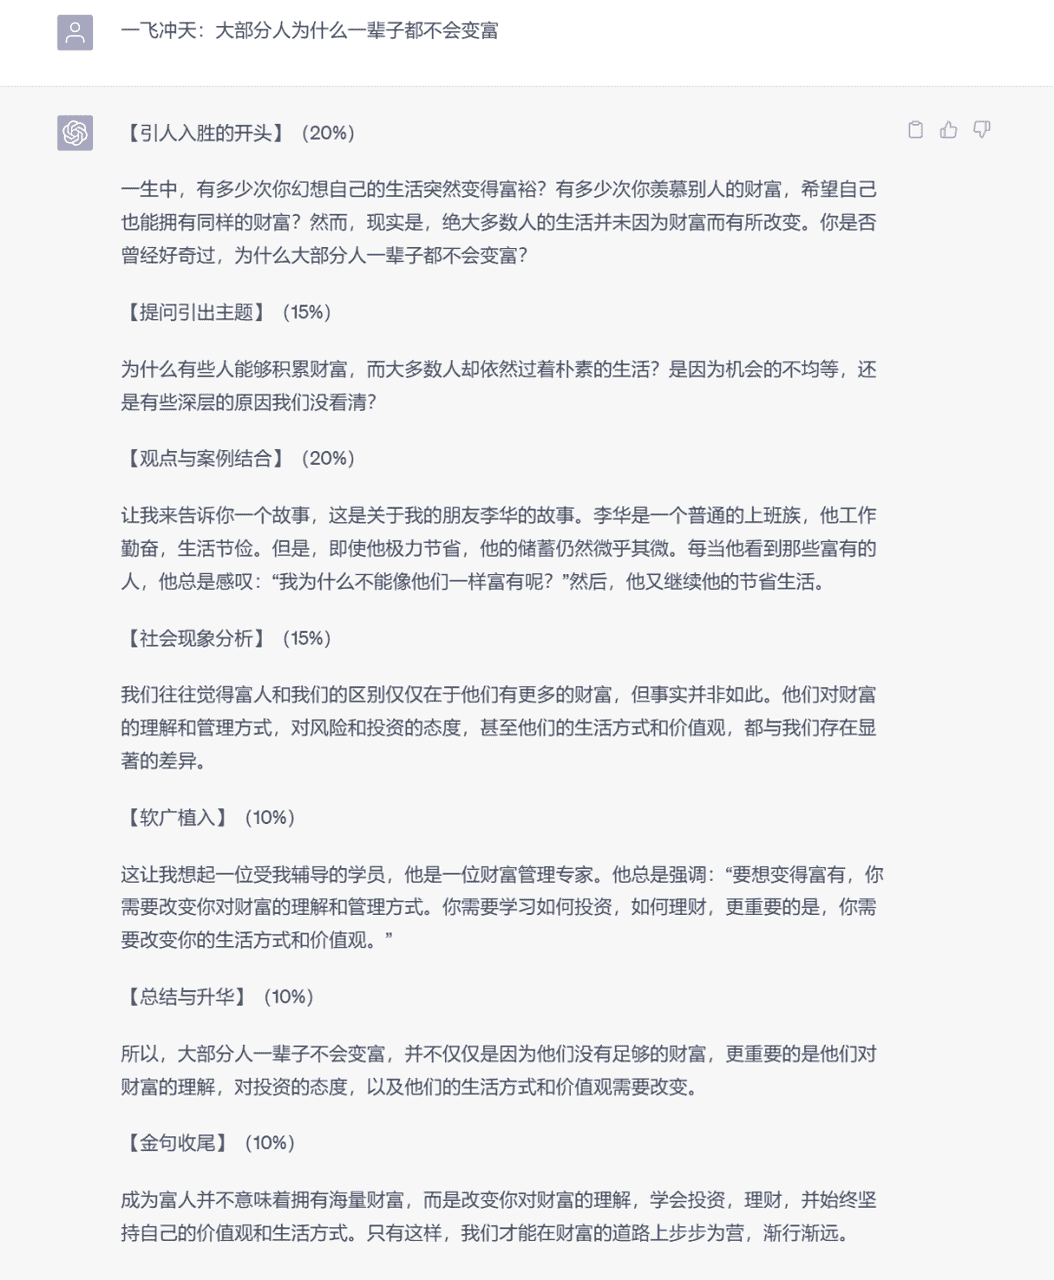 一飞冲天：大部分人为什么一辈子都不会变富
【引人入胜的开头】（20%）
一生中，有多少次你幻想自己的生活突然变得富裕？有多少次你羡慕别人的财富，希望自己
也能拥有同样的财富？然而，现实是，绝大多数人的生活并未因为财富而有所改变。你是否
曾经好奇过，为什么大部分人一辈子都不会变富？
【提问引出主题】（15%）
为什么有些人能够积累财富，而大多数人却依然过着朴素的生活？是因为机会的不均等，还
是有些深层的原因我们没看清？
【观点与案例结合】（20%）
让我来告诉你一个故事，这是关于我的朋友李华的故事。李华是一个普通的上班族，他工作
勤奋，生活节俭。但是，即使他极力节省，他的储蓄仍然微乎其微。每当他看到那些富有的
人，他总是感叹：“我为什么不能像他们一样富有呢？”然后，他又继续他的节省生活。
【社会现象分析】（15%）
我们往往觉得富人和我们的区别仅仅在于他们有更多的财富，但事实并非如此。他们对财富
的理解和管理方式，对风险和投资的态度，甚至他们的生活方式和价值观，都与我们存在显
著的差异。
【软广植入】（10%）
这让我想起一位受我辅导的学员，他是一位财富管理专家。他总是强调：“要想变得富有，你
需要改变你对财富的理解和管理方式。你需要学习如何投资，如何理财，更重要的是，你需
要改变你的生活方式和价值观。”
【总结与升华】（10%）
所以，大部分人一辈子不会变富，并不仅仅是因为他们没有足够的财富，更重要的是他们对
财富的理解，对投资的态度，以及他们的生活方式和价值观需要改变。
【金句收尾】（10%）
成为富人并不意味着拥有海量财富，而是改变你对财富的理解，学会投资，理财，并始终坚
持自己的价值观和生活方式。只有这样，我们才能在财富的道路上步步为营，渐行渐远。